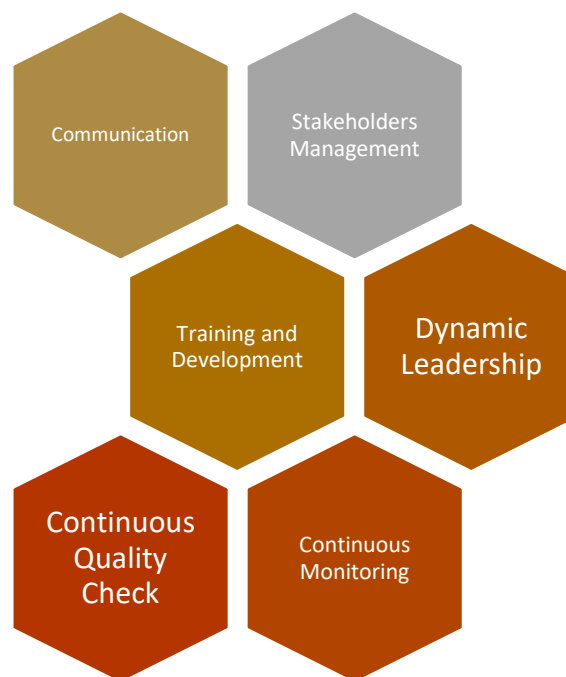 Communication
Stakeholders
Management
Training and
Development
Dynamic
Leadership
Continuous
Quality
Check
Continuous
Monitoring